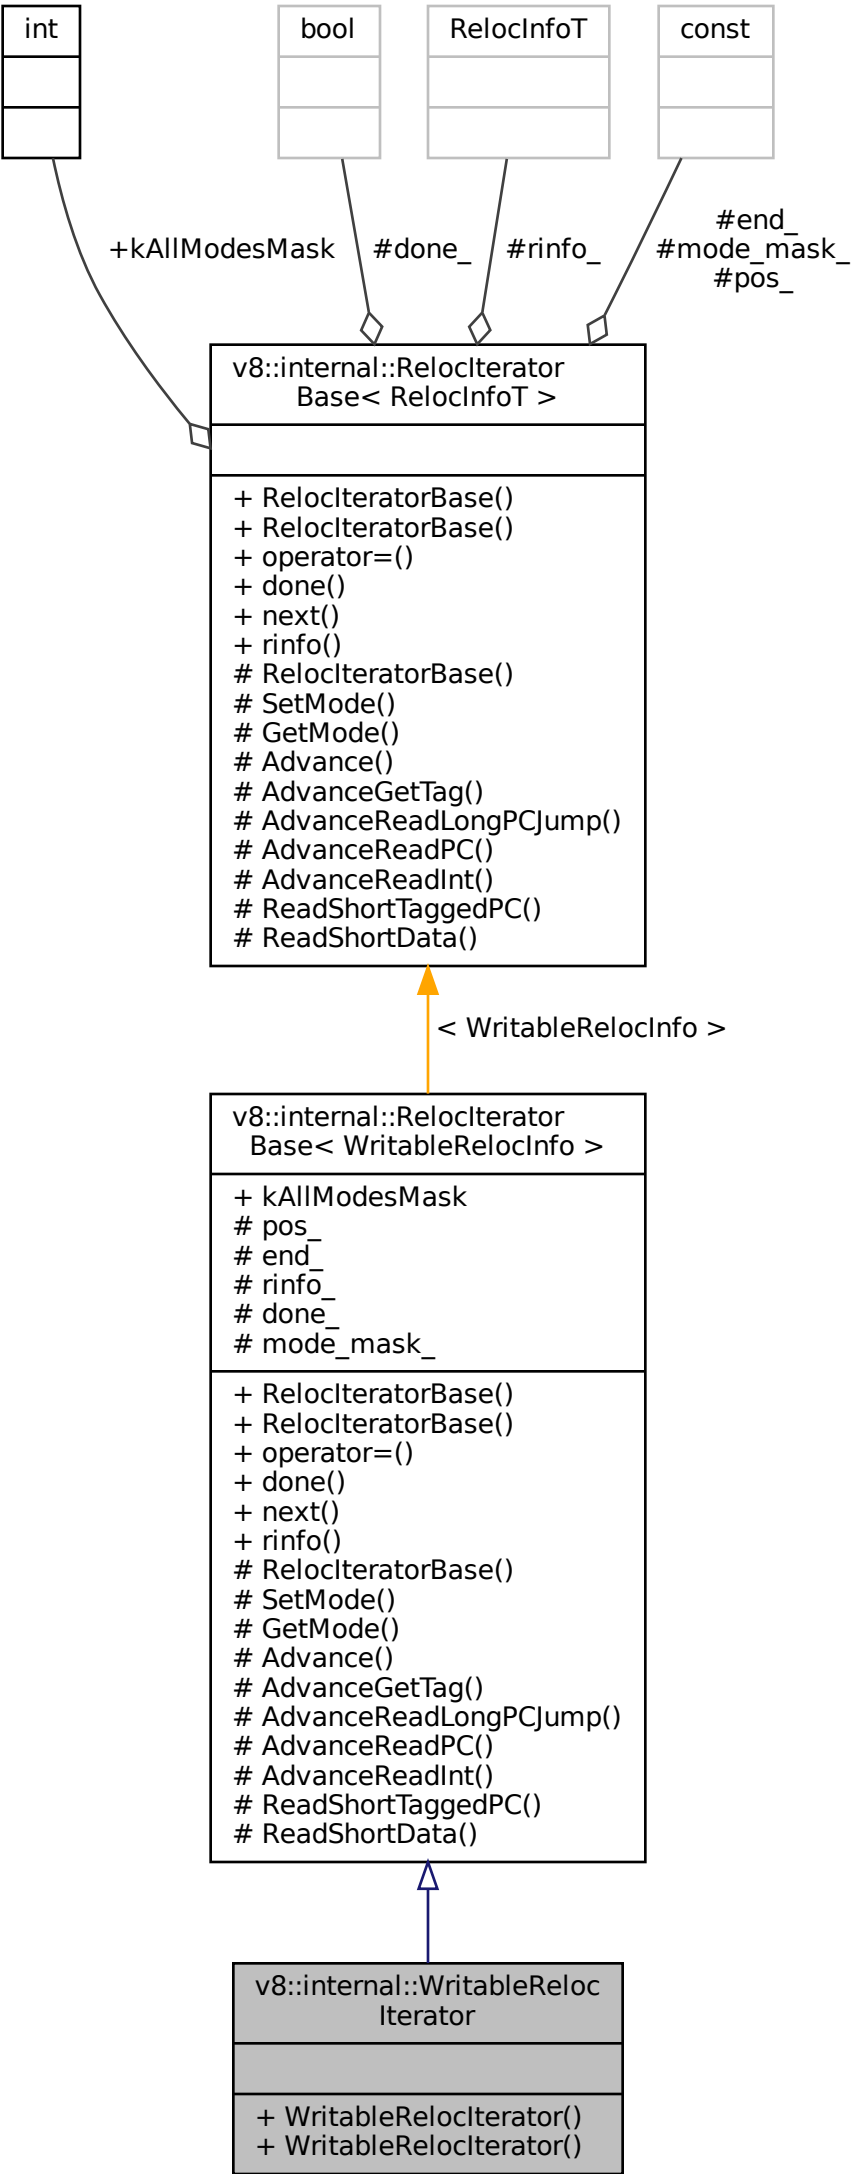 int
bool
RelocInfoT
const
+kAllModesMask
#done_
#rinfo_
#end_
#mode_mask_
#pos_
v8::internal::RelocIterator
Base< RelocInfoT >
+ RelocIteratorBase()
+ RelocIteratorBase()
+ operator=()
+ done()
+ next()
+ rinfo()
# RelocIteratorBase()
# SetMode()
# GetMode()
# Advance()
# AdvanceGetTag()
# AdvanceReadLongPCJump()
# AdvanceReadPC()
# AdvanceReadInt()
# ReadShortTaggedPC()
# ReadShortData()
< WritableRelocInfo >
v8::internal::RelocIterator
Base< WritableRelocInfo >
+ kAllModesMask
# pos_
# end_
# rinfo_
# done_
# mode_mask_
+ RelocIteratorBase()
+ RelocIteratorBase()
+ operator=()
+ done()
+ next()
+ rinfo()
# RelocIteratorBase()
# SetMode()
# GetMode()
# Advance()
# AdvanceGetTag()
# AdvanceReadLongPCJump()
# AdvanceReadPC()
# AdvanceReadInt()
# ReadShortTaggedPC()
# ReadShortData()
v8::internal::WritableReloc
Iterator
+ WritableRelocIterator()
+ WritableRelocIterator()